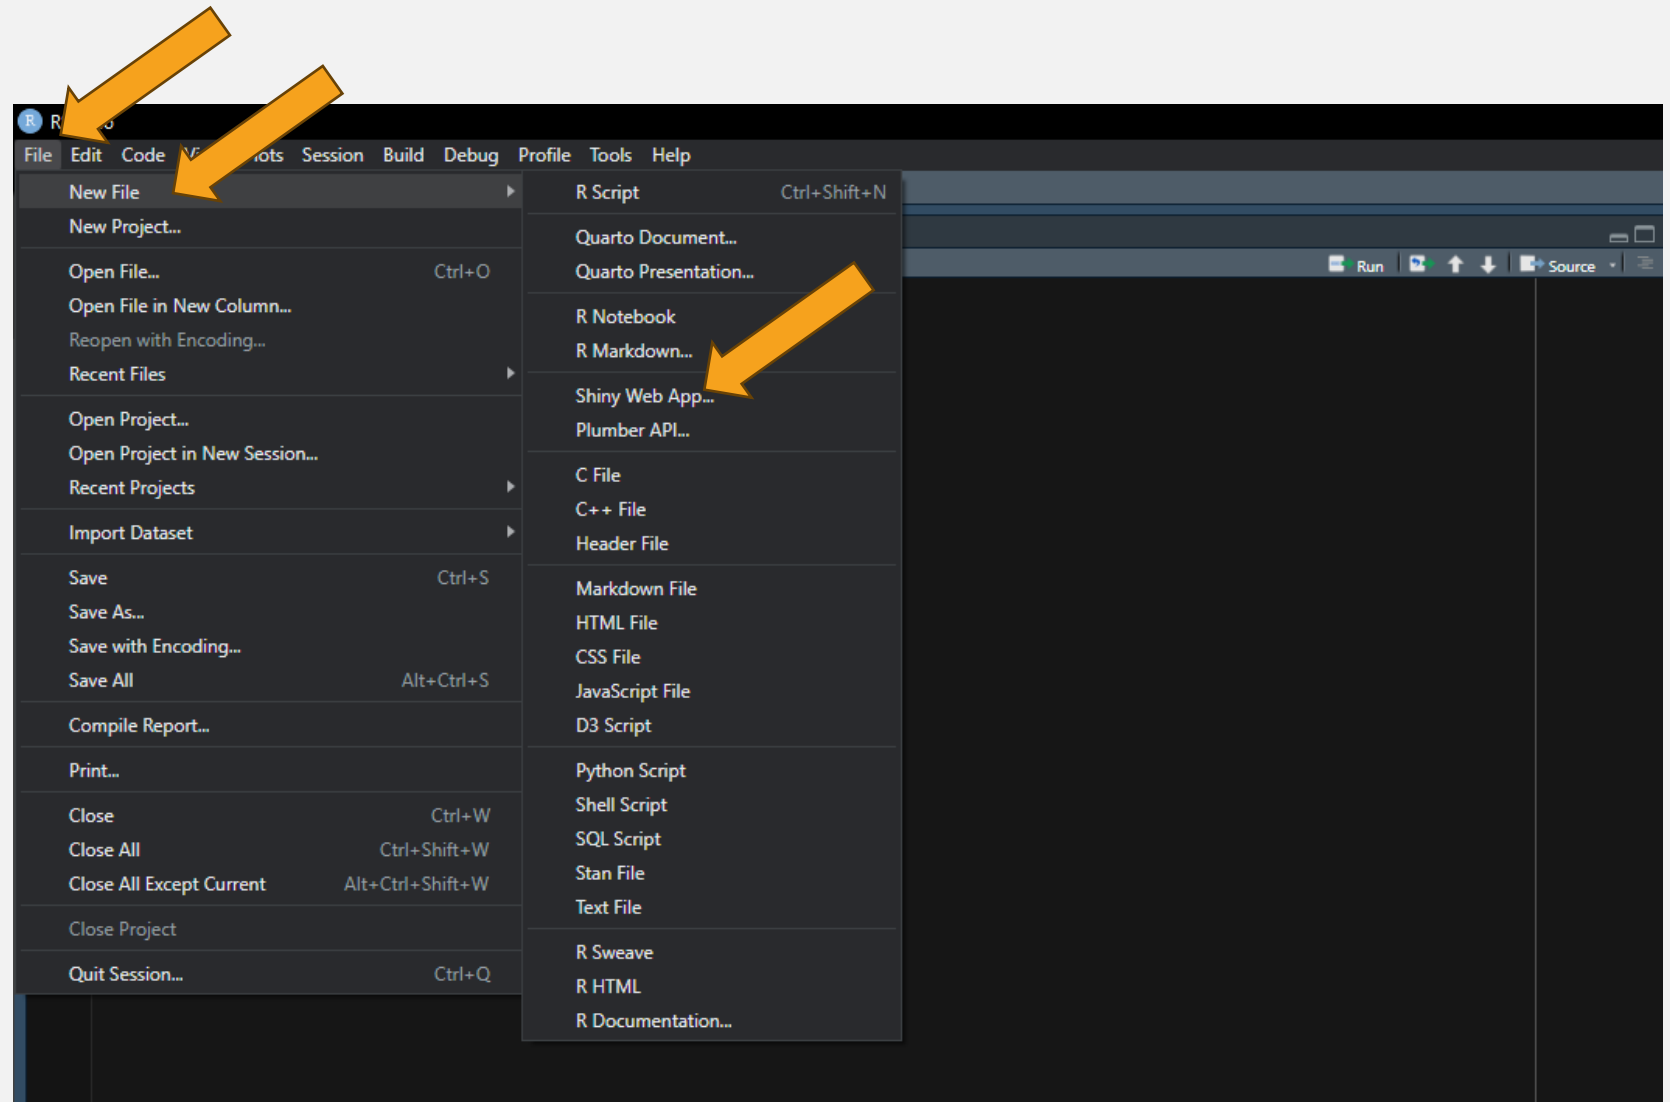 R
File Edit Code Session Build Debug Profile Tools Help
New File
New Project...
Open File... Ctrl+O
Open File in New Column...
Reopen with Encoding...
Recent Files
Open Project...
Open Project in New Session...
Recent Projects
Import Dataset
Save Ctrl+S
Save As...
Save with Encoding...
Save All Alt+Ctrl+S
Compile Report...
Print...
Close Ctrl+W
Close All Ctrl+Shift+W
Close All Except Current Alt+Ctrl+Shift+W
Close Project
Quit Session... Ctrl+Q
R Script Ctrl+Shift+N
Quarto Document...
Quarto Presentation...
R Notebook
R Markdown...
Shiny Web App...
Plumber API...
C File
C++ File
Header File
Markdown File
HTML File
CSS File
JavaScript File
D3 Script
Python Script
Shell Script
SQL Script
Stan File
Text File
R Sweave
R HTML
R Documentation...
Run Source